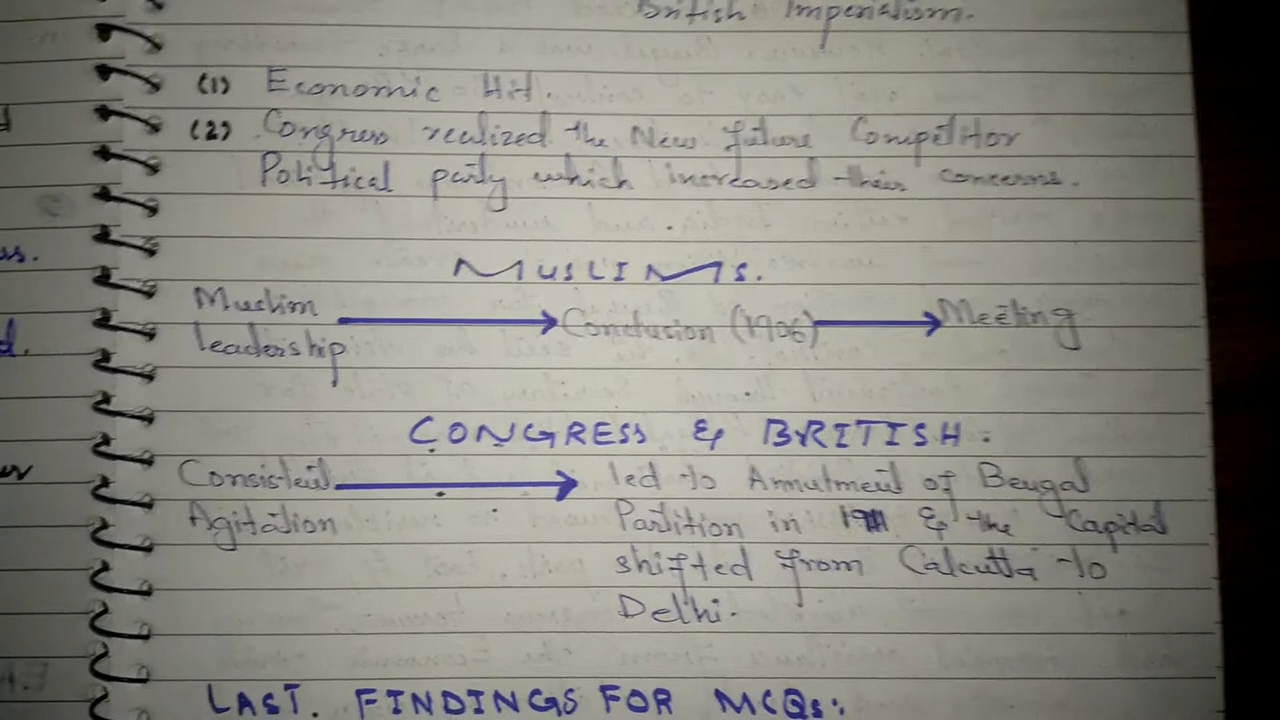 British Imperialism.
(1) Economic Hit.
(2) Congress realized the New future Competitor
Political party which increased their concerns.
MUSLIMS.
Muslim leadership → Conclusion (1906) → Meeting
CONGRESS & BRITISH:
Consistent → led to Annulment of Bengal
Agitation Partition in 1911 & the Capital
shifted from Calcutta to
Delhi.
LAST. FINDINGS FOR MCQs: